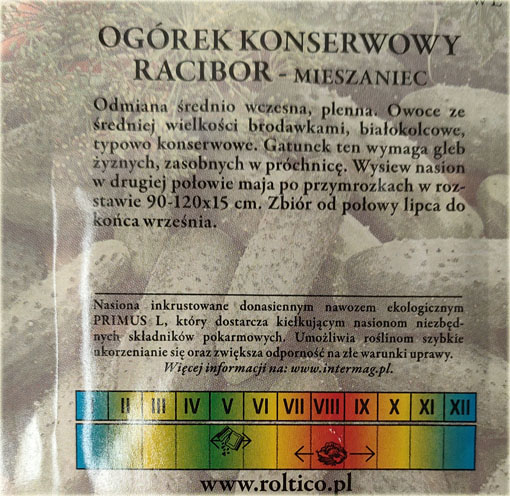 OGÓREK KONSERWOWY
RACIBOR - MIESZANIEC
Odmiana średnio wczesna, plenna. Owoce ze
średniej wielkości brodawkami, białokolcowe,
typowo konserwowe. Gatunek ten wymaga gleb
żyznych, zasobnych w próchnicę. Wysiew nasion
w drugiej połowie maja po przymrozkach w roz-
stawie 90-120x15 cm. Zbiór od połowy lipca do
końca września.
Nasiona inkrustowane donasiennym nawozem ekologicznym
PRIMUS L, który dostarcza kiełkującym nasionom niezbęd-
nych składników pokarmowych. Umożliwia roślinom szybkie
ukorzenianie się oraz zwiększa odporność na złe warunki uprawy.
Więcej informacji na: www.intermag.pl.
II III IV V VI VII VIII IX X XI XII
www.roltico.pl